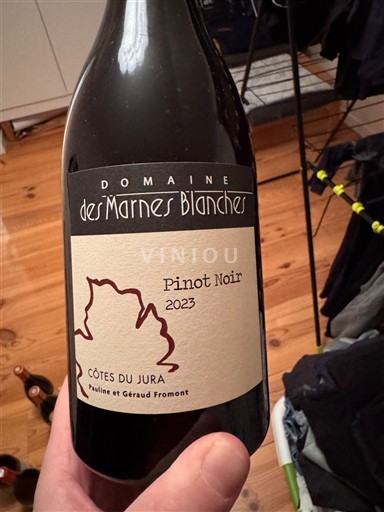 DOMAINE
des Marnes Blanches
VINIOU
Pinot Noir
2023
CÔTES DU JURA
Pauline et Géraud Fromont